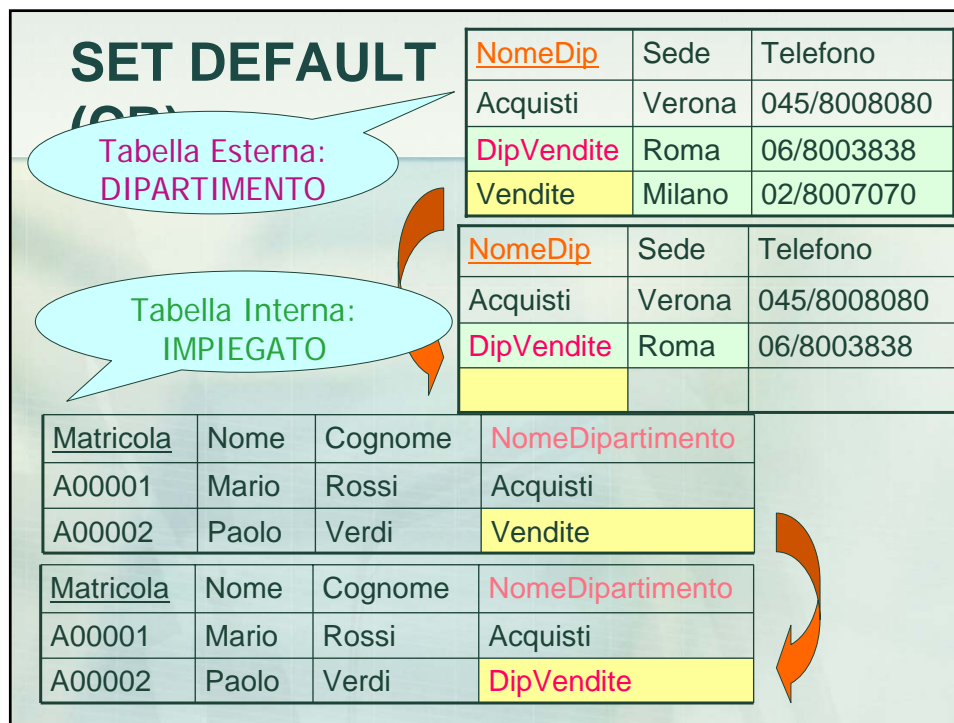 SET DEFAULT
Tabella Esterna:
DIPARTIMENTO
NomeDip Sede Telefono
Acquisti Verona 045/8008080
DipVendite Roma 06/8003838
Vendite Milano 02/8007070
NomeDip Sede Telefono
Acquisti Verona 045/8008080
DipVendite Roma 06/8003838
Tabella Interna:
IMPIEGATO
Matricola Nome Cognome NomeDipartimento
A00001 Mario Rossi Acquisti
A00002 Paolo Verdi Vendite
Matricola Nome Cognome NomeDipartimento
A00001 Mario Rossi Acquisti
A00002 Paolo Verdi DipVendite